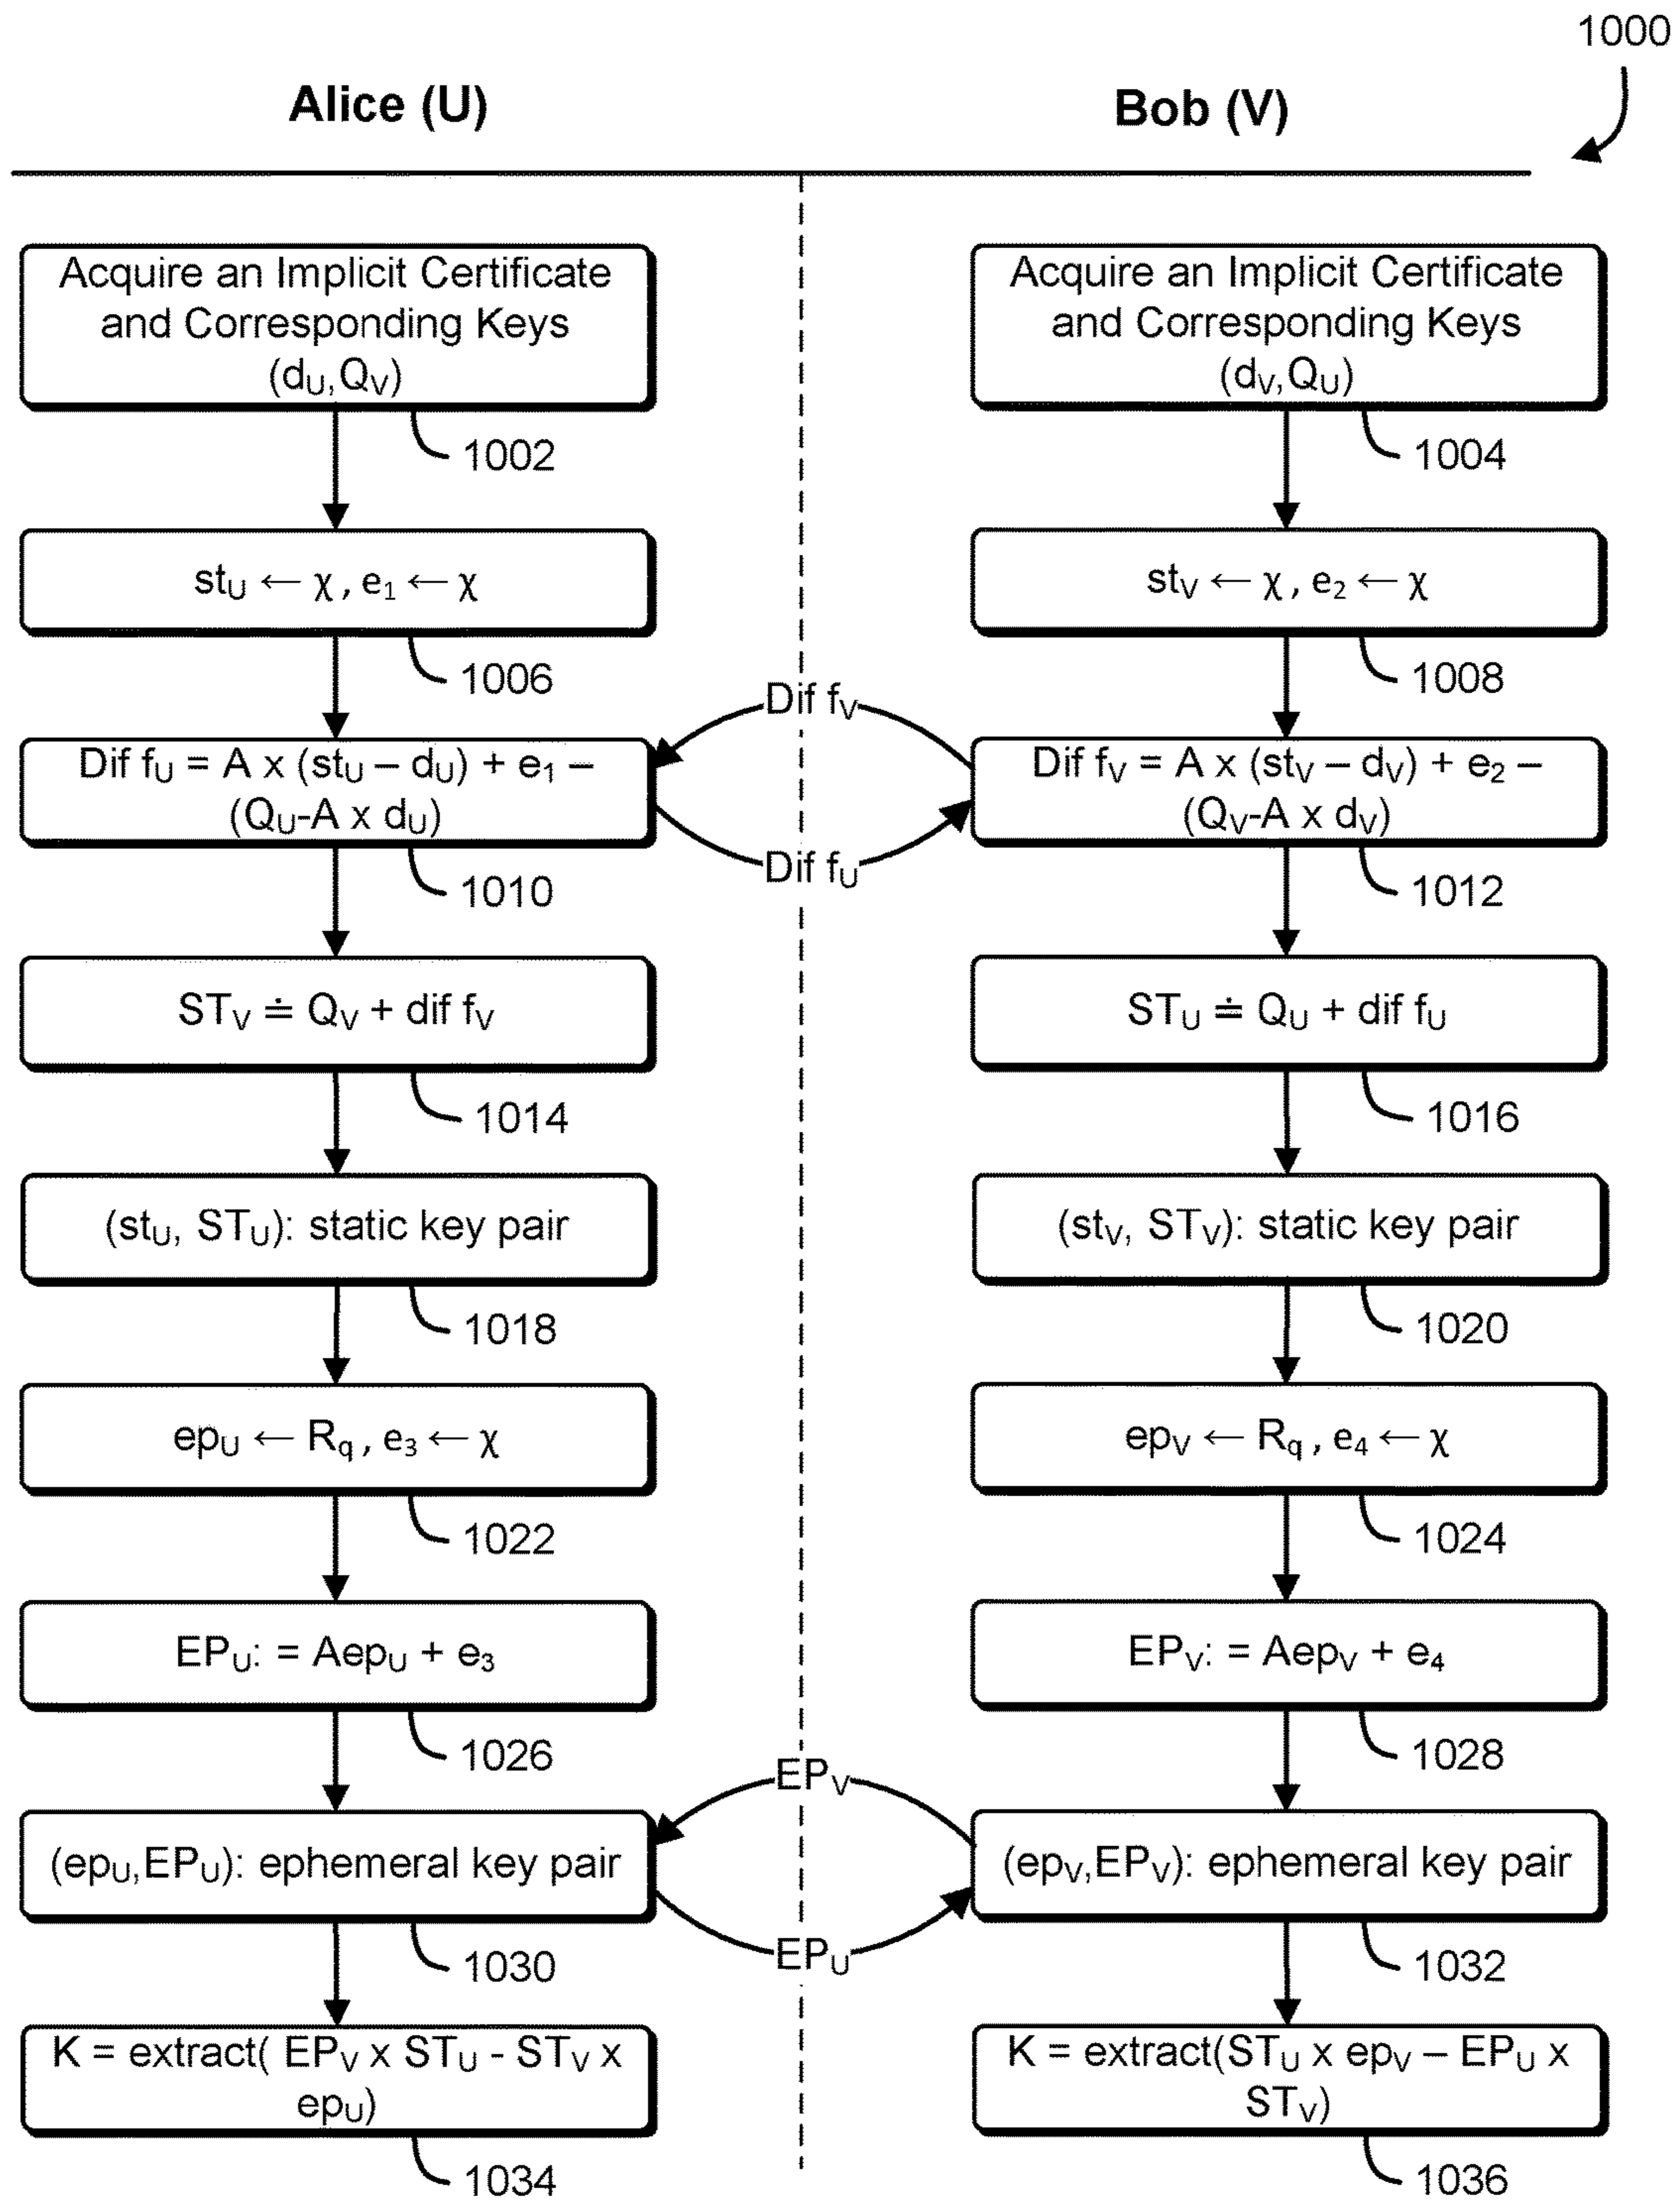 1000
Alice (U)
Bob (V)
Acquire an Implicit Certificate
and Corresponding Keys
(dU,QV)
1002
Acquire an Implicit Certificate
and Corresponding Keys
(dV,QU)
1004
stU ← χ , e1 ← χ
1006
stV ← χ , e2 ← χ
1008
Dif fV
Dif fU = A x (stU – dU) + e1 –
(QU-A x dU)
1010
Dif fV = A x (stV – dV) + e2 –
(QV-A x dV)
1012
Dif fU
STV ≐ QV + dif fV
1014
STU ≐ QU + dif fU
1016
(stU, STU): static key pair
1018
(stV, STV): static key pair
1020
epU ← Rq , e3 ← χ
1022
epV ← Rq , e4 ← χ
1024
EPU: = AepU + e3
1026
EPV: = AepV + e4
1028
EPV
(epU,EPU): ephemeral key pair
1030
(epV,EPV): ephemeral key pair
1032
EPU
K = extract( EPV x STU - STV x
epU)
1034
K = extract(STU x epV – EPU x
STV)
1036